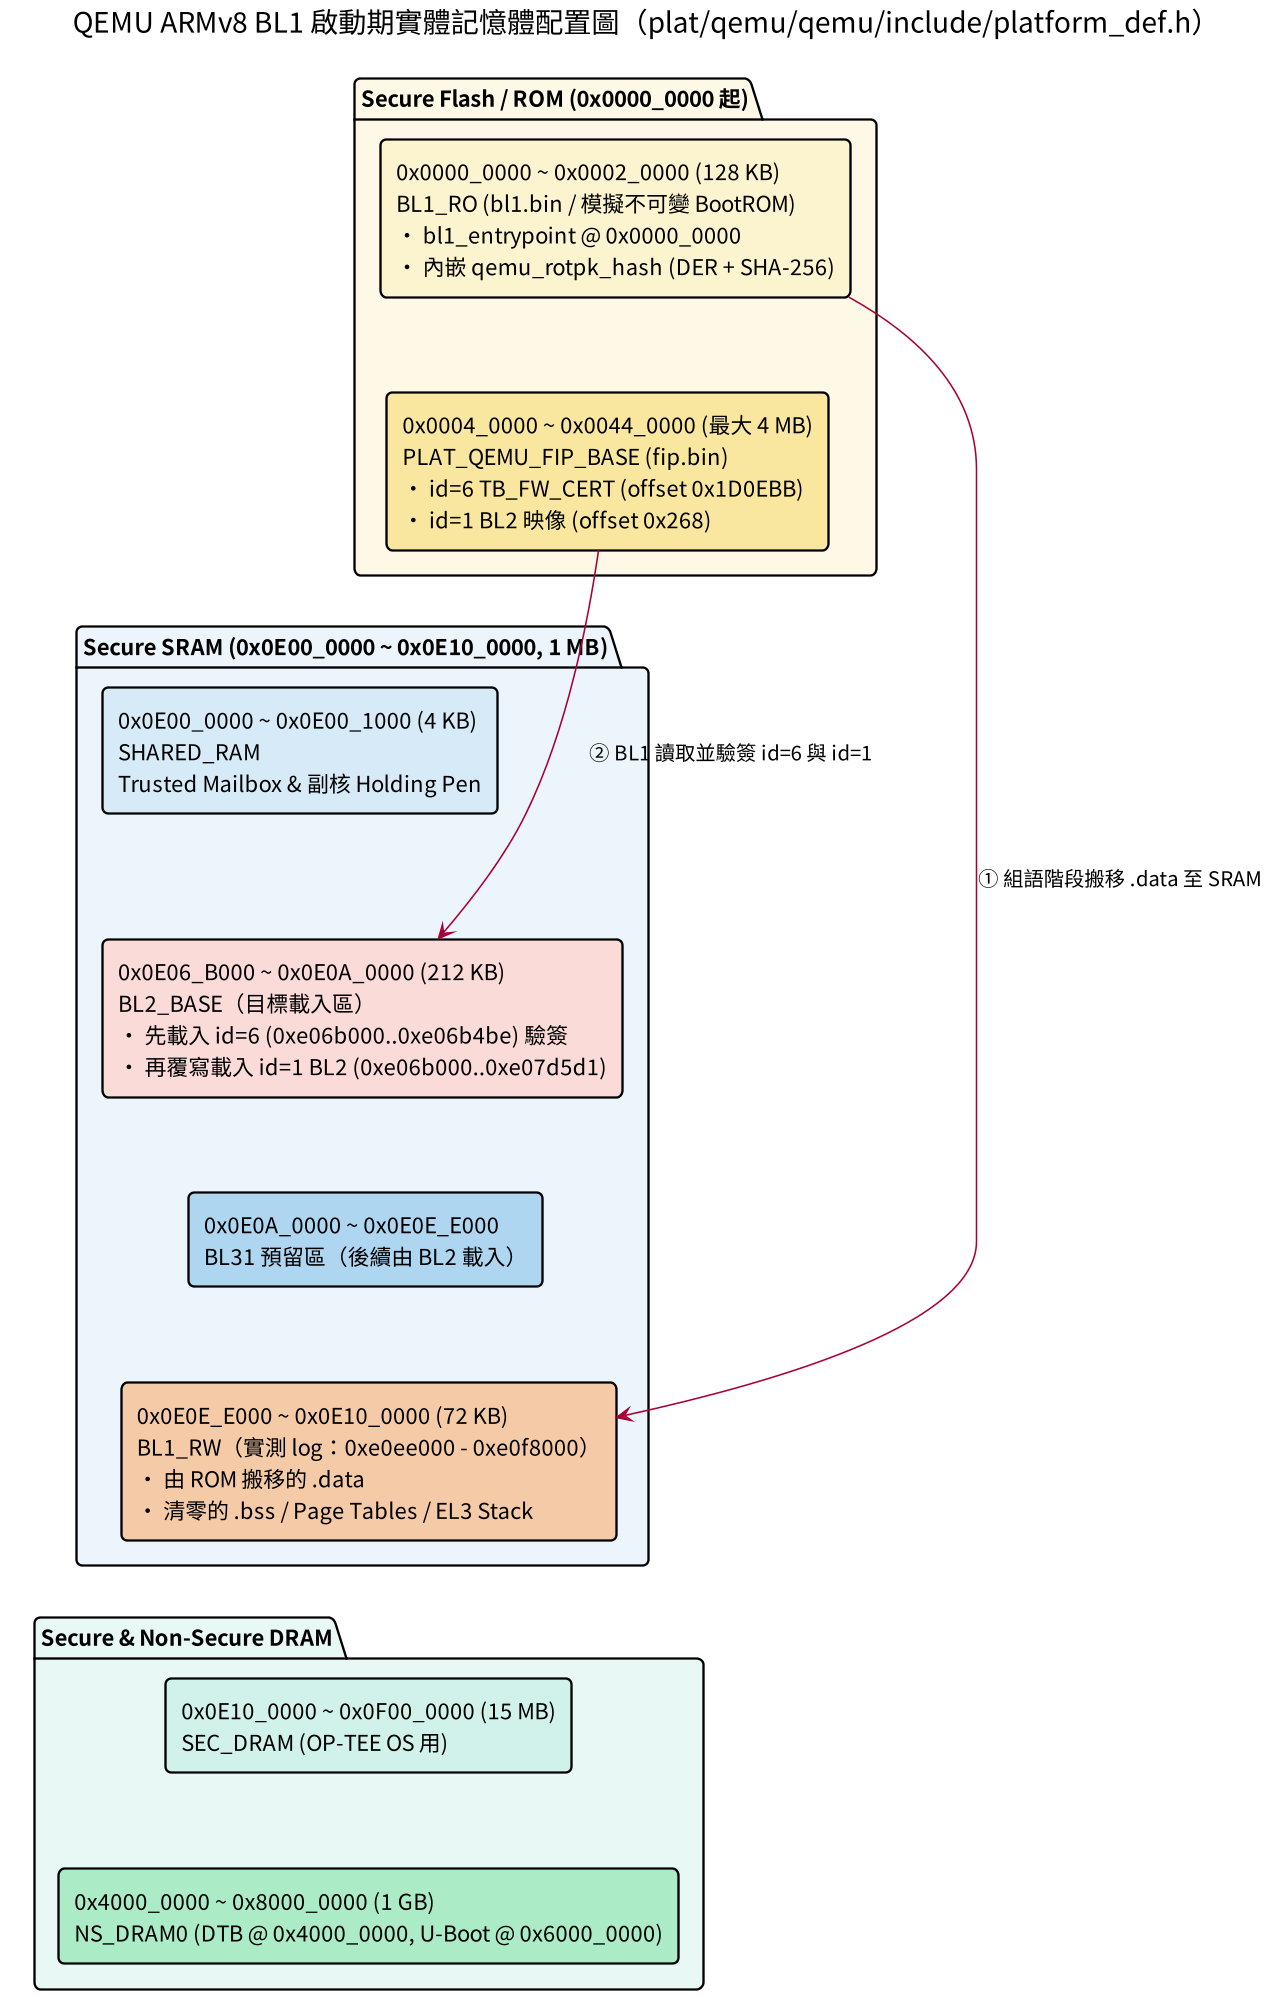 QEMU ARMv8 BL1 啟動期實體記憶體配置圖（plat/qemu/qemu/include/platform_def.h）
Secure Flash / ROM (0x0000_0000 起)
0x0000_0000 ~ 0x0002_0000 (128 KB)
BL1_RO (bl1.bin / 模擬不可變 BootROM)
• bl1_entrypoint @ 0x0000_0000
• 內嵌 qemu_rotpk_hash (DER + SHA-256)
0x0004_0000 ~ 0x0044_0000 (最大 4 MB)
PLAT_QEMU_FIP_BASE (fip.bin)
• id=6 TB_FW_CERT (offset 0x1D0EBB)
• id=1 BL2 映像 (offset 0x268)
Secure SRAM (0x0E00_0000 ~ 0x0E10_0000, 1 MB)
0x0E00_0000 ~ 0x0E00_1000 (4 KB)
SHARED_RAM
Trusted Mailbox & 副核 Holding Pen
② BL1 讀取並驗簽 id=6 與 id=1
① 組語階段搬移 .data 至 SRAM
0x0E06_B000 ~ 0x0E0A_0000 (212 KB)
BL2_BASE（目標載入區）
• 先載入 id=6 (0xe06b000..0xe06b4be) 驗簽
• 再覆寫載入 id=1 BL2 (0xe06b000..0xe07d5d1)
0x0E0A_0000 ~ 0x0E0E_E000
BL31 預留區（後續由 BL2 載入）
0x0E0E_E000 ~ 0x0E10_0000 (72 KB)
BL1_RW（實測 log：0xe0ee000 - 0xe0f8000）
• 由 ROM 搬移的 .data
• 清零的 .bss / Page Tables / EL3 Stack
Secure & Non-Secure DRAM
0x0E10_0000 ~ 0x0F00_0000 (15 MB)
SEC_DRAM (OP-TEE OS 用)
0x4000_0000 ~ 0x8000_0000 (1 GB)
NS_DRAM0 (DTB @ 0x4000_0000, U-Boot @ 0x6000_0000)